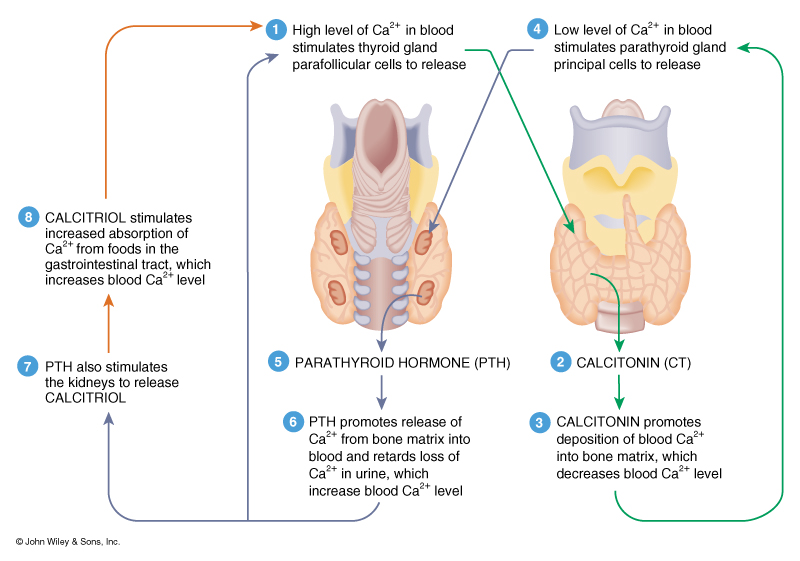 1 High level of Ca2+ in blood
stimulates thyroid gland
parafollicular cells to release
4 Low level of Ca2+ in blood
stimulates parathyroid gland
principal cells to release
8 CALCITRIOL stimulates
increased absorption of
Ca2+ from foods in the
gastrointestinal tract, which
increases blood Ca2+ level
7 PTH also stimulates
the kidneys to release
CALCITRIOL
5 PARATHYROID HORMONE (PTH)
2 CALCITONIN (CT)
6 PTH promotes release of
Ca2+ from bone matrix into
blood and retards loss of
Ca2+ in urine, which
increase blood Ca2+ level
3 CALCITONIN promotes
deposition of blood Ca2+
into bone matrix, which
decreases blood Ca2+ level
© John Wiley & Sons, Inc.